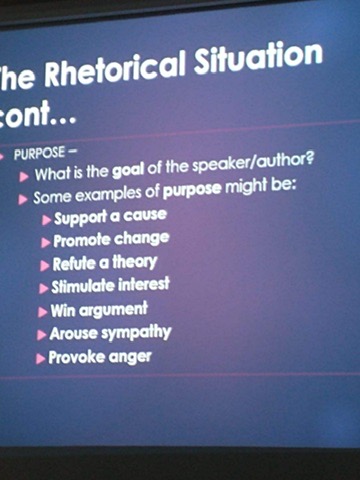 he Rhetorical Situation
cont...
PURPOSE –
What is the goal of the speaker/author?
Some examples of purpose might be:
Support a cause
Promote change
Refute a theory
Stimulate interest
Win argument
Arouse sympathy
Provoke anger